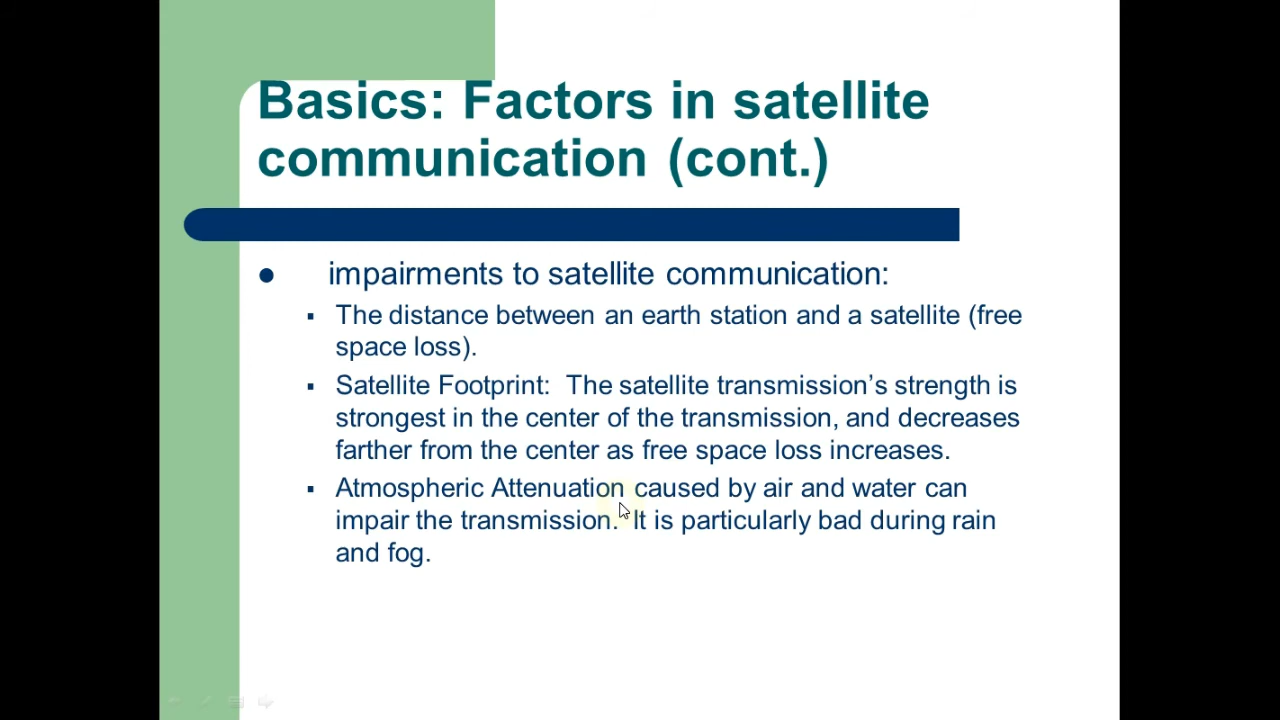 Basics: Factors in satellite
communication (cont.)
impairments to satellite communication:
The distance between an earth station and a satellite (free
space loss).
Satellite Footprint: The satellite transmission’s strength is
strongest in the center of the transmission, and decreases
farther from the center as free space loss increases.
Atmospheric Attenuation caused by air and water can
impair the transmission. It is particularly bad during rain
and fog.